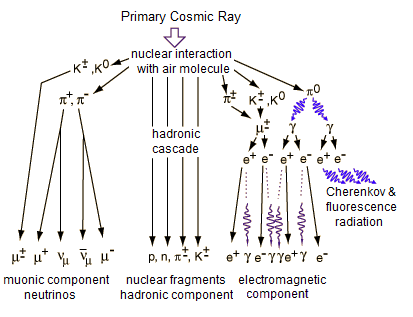 Primary Cosmic Ray
nuclear interaction
with air molecule
K±, K⁰
π⁺, π⁻
π±
K±, K⁰
π⁰
hadronic
cascade
μ±
γ
γ
e⁺ e⁻ e⁺ e⁻ e⁺ e⁻
Cherenkov &
fluorescence
radiation
μ± μ⁺ νμ ν̅μ μ⁻
p, n, π±, K±
e⁺ γ e⁻ γ γ e⁺ γ e⁻
muonic component
neutrinos
nuclear fragments
hadronic component
electromagnetic
component